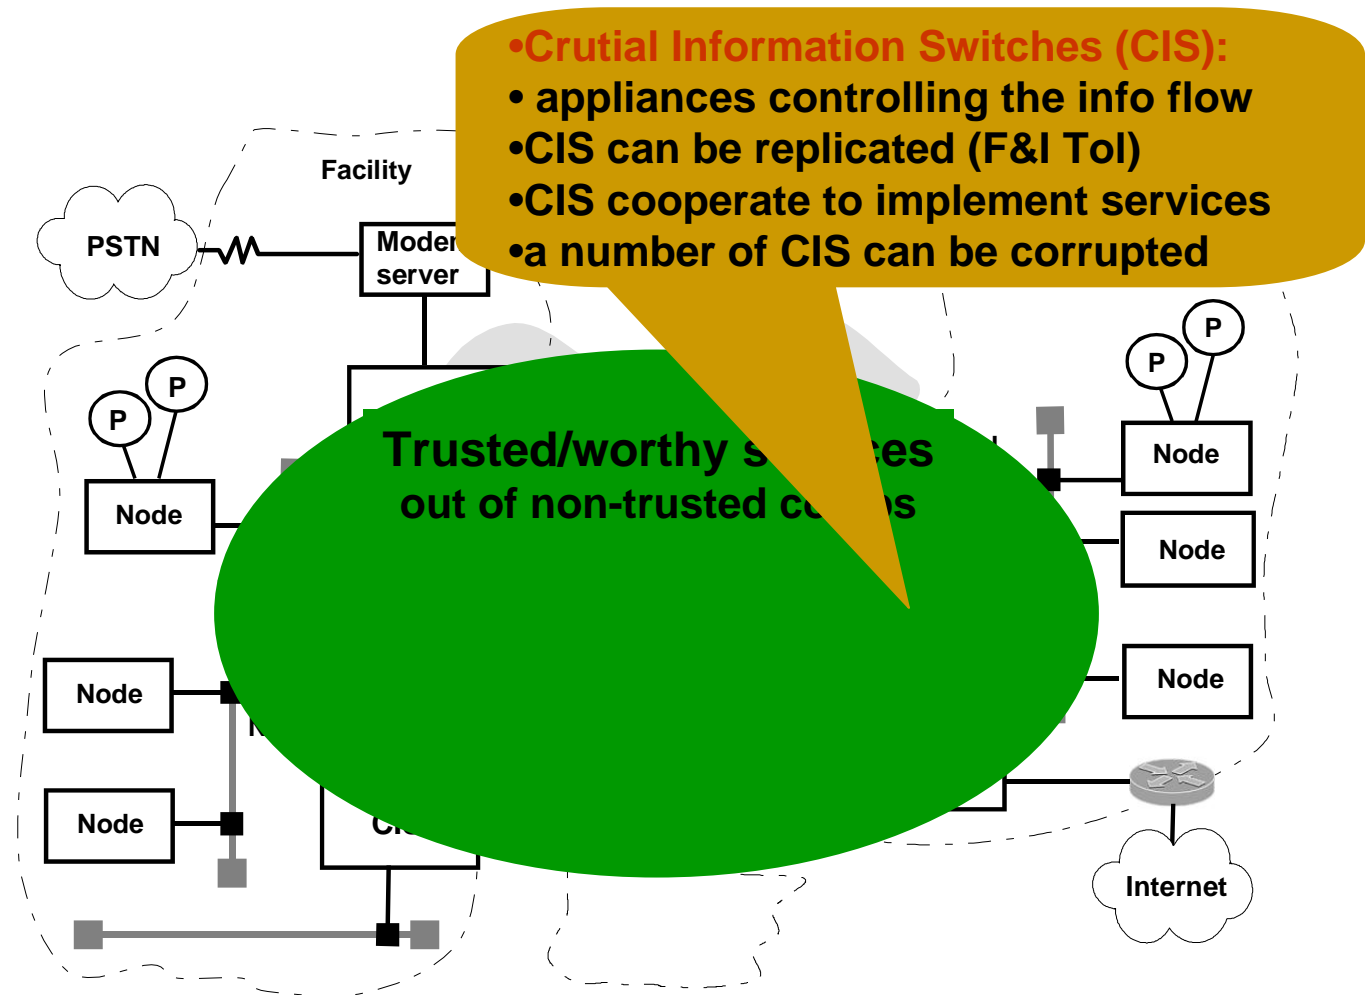 •Crutial Information Switches (CIS):
• appliances controlling the info flow
•CIS can be replicated (F&I Tol)
•CIS cooperate to implement services
•a number of CIS can be corrupted
Facility
PSTN
server
P
P
P
P
Trusted/worthy
out of non-trusted
Node
Node
Node
Node
Node
Node
Node
Internet